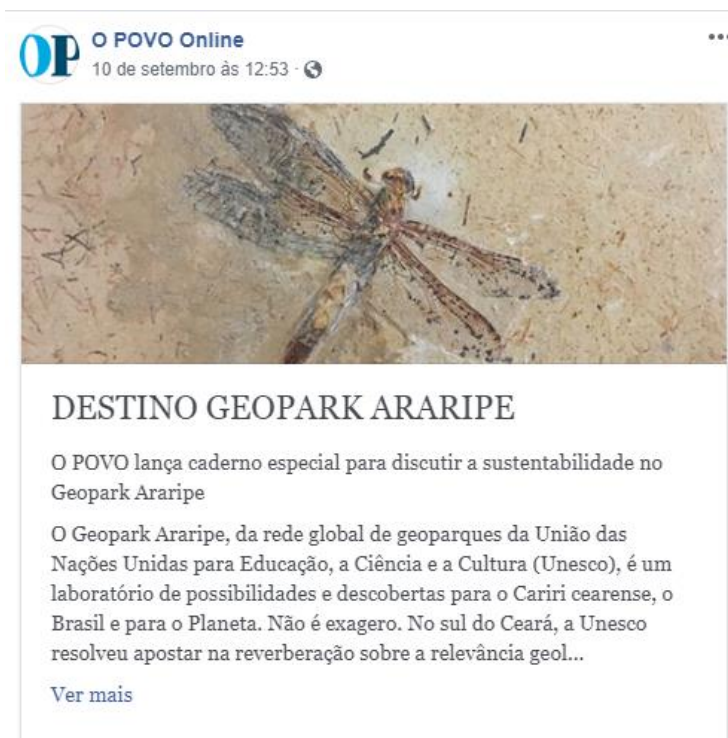 OP
O POVO Online
10 de setembro às 12:53 ·
DESTINO GEOPARK ARARIPE
O POVO lança caderno especial para discutir a sustentabilidade no
Geopark Araripe
O Geopark Araripe, da rede global de geoparques da União das
Nações Unidas para Educação, a Ciência e a Cultura (Unesco), é um
laboratório de possibilidades e descobertas para o Cariri cearense, o
Brasil e para o Planeta. Não é exagero. No sul do Ceará, a Unesco
resolveu apostar na reverberação sobre a relevância geol...
Ver mais